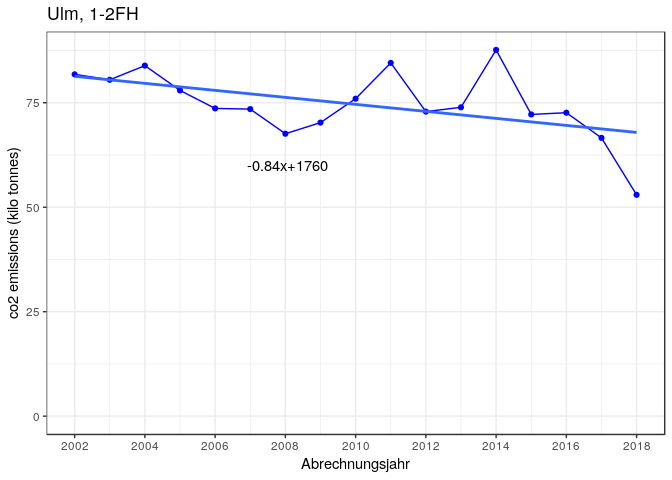 Ulm, 1-2FH
co2 emissions (kilo tonnes)
75
50
25
0
-0.84x+1760
2002 2004 2006 2008 2010 2012 2014 2016 2018
Abrechnungsjahr